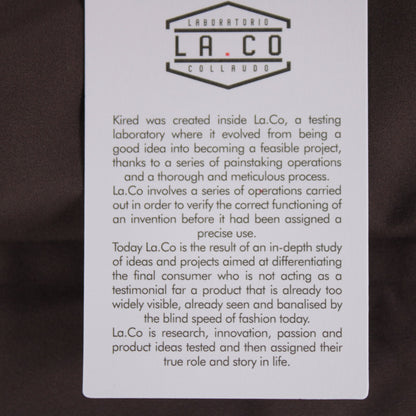 LABORATORIO
LA.CO
COLLAUDO
Kired was created inside La.Co, a testing
laboratory where it evolved from being a
good idea into becoming a feasible project,
thanks to a series of painstaking operations
and a thorough and meticulous process.
La.Co involves a series of operations carried
out in order to verify the correct functioning of
an invention before it had been assigned a
precise use.
Today La.Co is the result of an in-depth study
of ideas and projects aimed at differentiating
the final consumer who is not acting as a
testimonial far a product that is already too
widely visible, already seen and banalised by
the blind speed of fashion today.
La.Co is research, innovation, passion and
product ideas tested and then assigned their
true role and story in life.